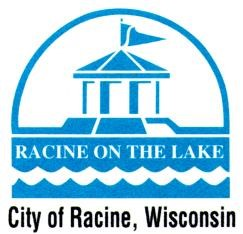 RACINE ON THE LAKE
City of Racine, Wisconsin